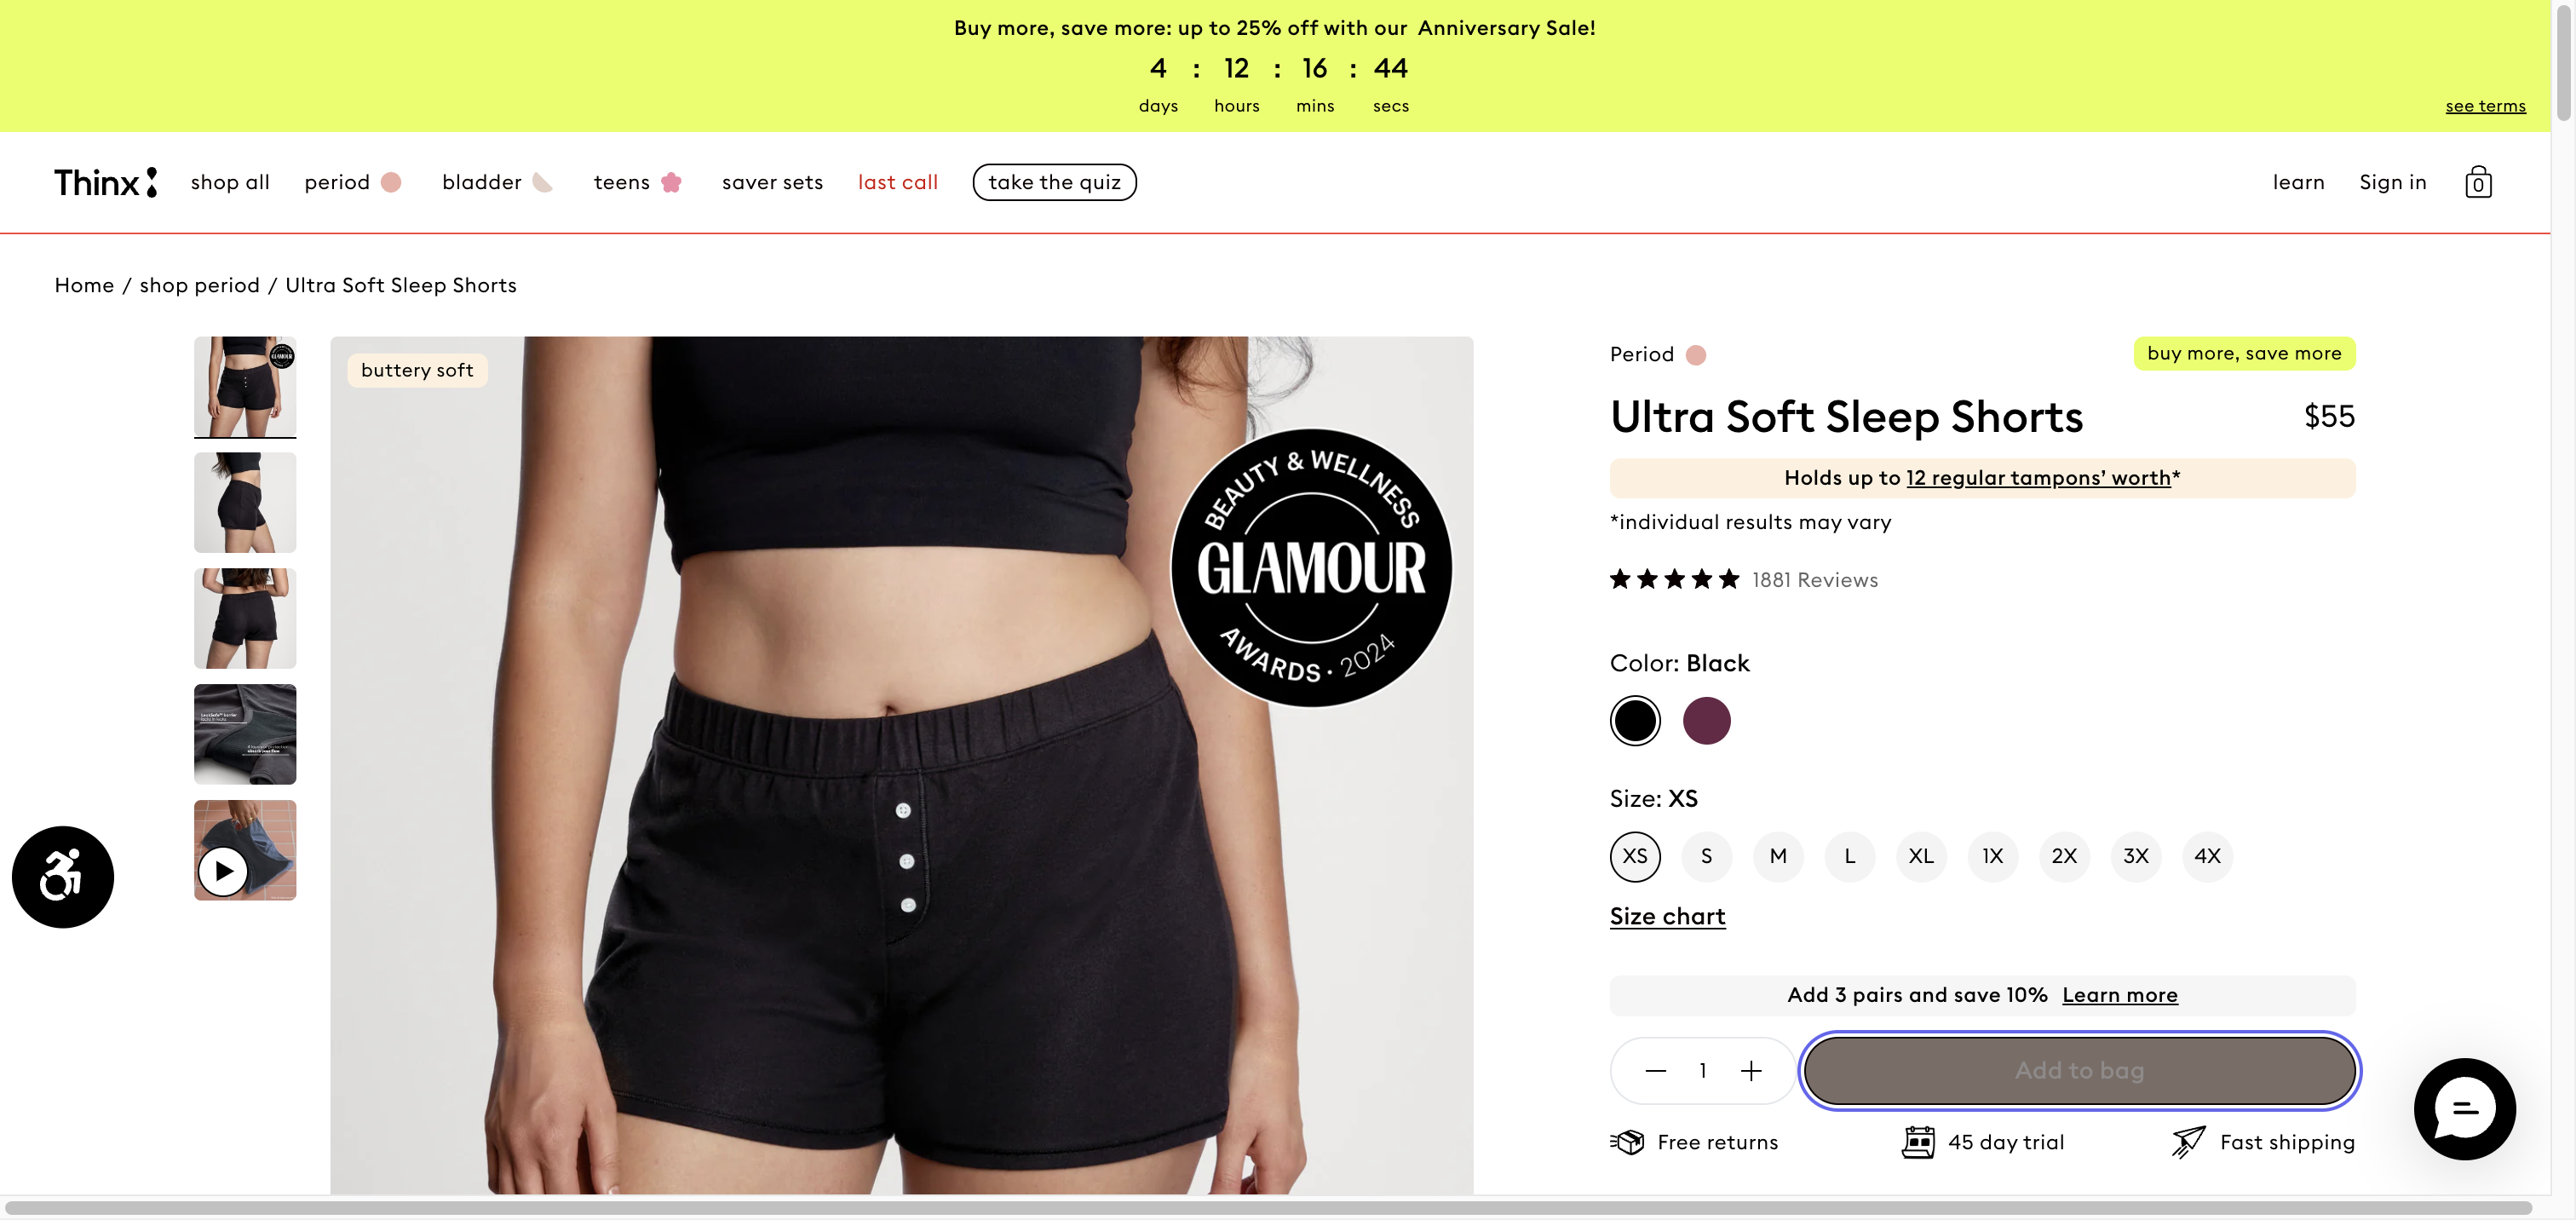 Buy more, save more: up to 25% off with our Anniversary Sale!
4 : 12 : 16 : 44
days hours mins secs
see terms
Thinx
shop all
period
bladder
teens
saver sets
last call
take the quiz
learn
Sign in
0
Home / shop period / Ultra Soft Sleep Shorts
GLAMOUR
buttery soft
BEAUTY & WELLNESS
GLAMOUR
AWARDS · 2024
Period
buy more, save more
Ultra Soft Sleep Shorts
$55
Holds up to 12 regular tampons’ worth*
*individual results may vary
1881 Reviews
Color: Black
Size: XS
XS S M L XL 1X 2X 3X 4X
Size chart
Add 3 pairs and save 10% Learn more
1
Add to bag
Free returns
45 day trial
Fast shipping